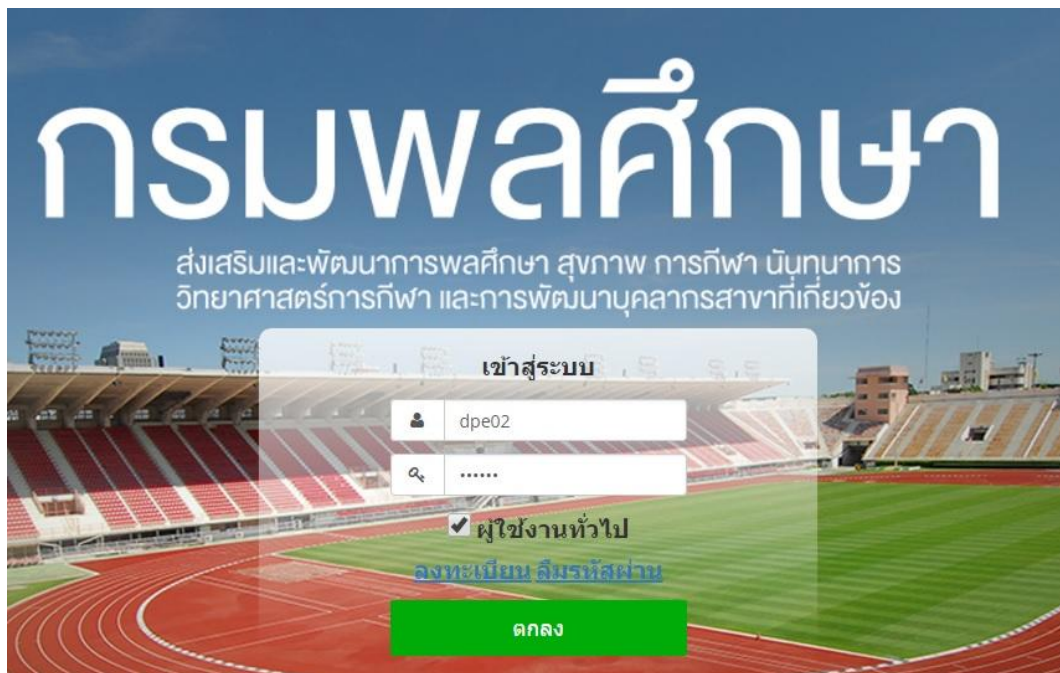 กรมพลศึกษา
ส่งเสริมและพัฒนาการพลศึกษา สุขภาพ การกีฬา นันทนาการ
วิทยาศาสตร์การกีฬา และการพัฒนาบุคลากรสาขาที่เกี่ยวข้อง
เข้าสู่ระบบ
dpe02
······
ผู้ใช้งานทั่วไป
ลงทะเบียน ลืมรหัสผ่าน
ตกลง